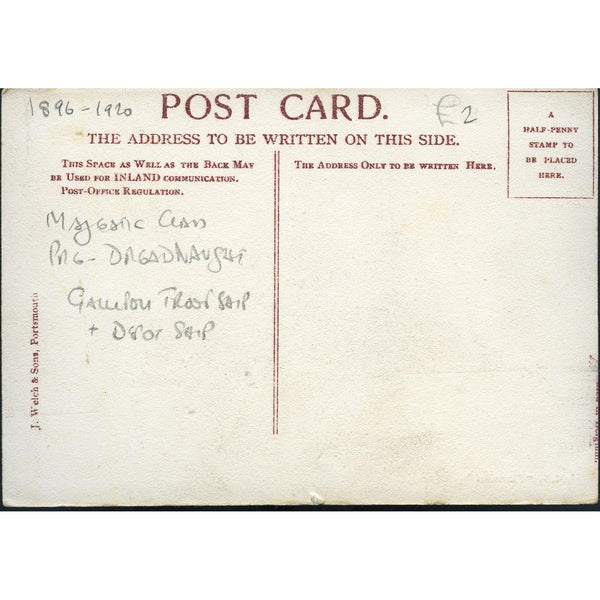 1896-1920
POST CARD.
£2
THE ADDRESS TO BE WRITTEN ON THIS SIDE.
A
HALF-PENNY
STAMP TO
BE PLACED
HERE.
THIS SPACE AS WELL AS THE BACK MAY
BE USED FOR INLAND COMMUNICATION.
POST-OFFICE REGULATION.
THE ADDRESS ONLY TO BE WRITTEN HERE.
MAJESTIC CLASS
PRE-DREADNAUGHT
GALLIPOLI TROOP SHIP
+ DEPOT SHIP
J. Welch & Sons, Portsmouth